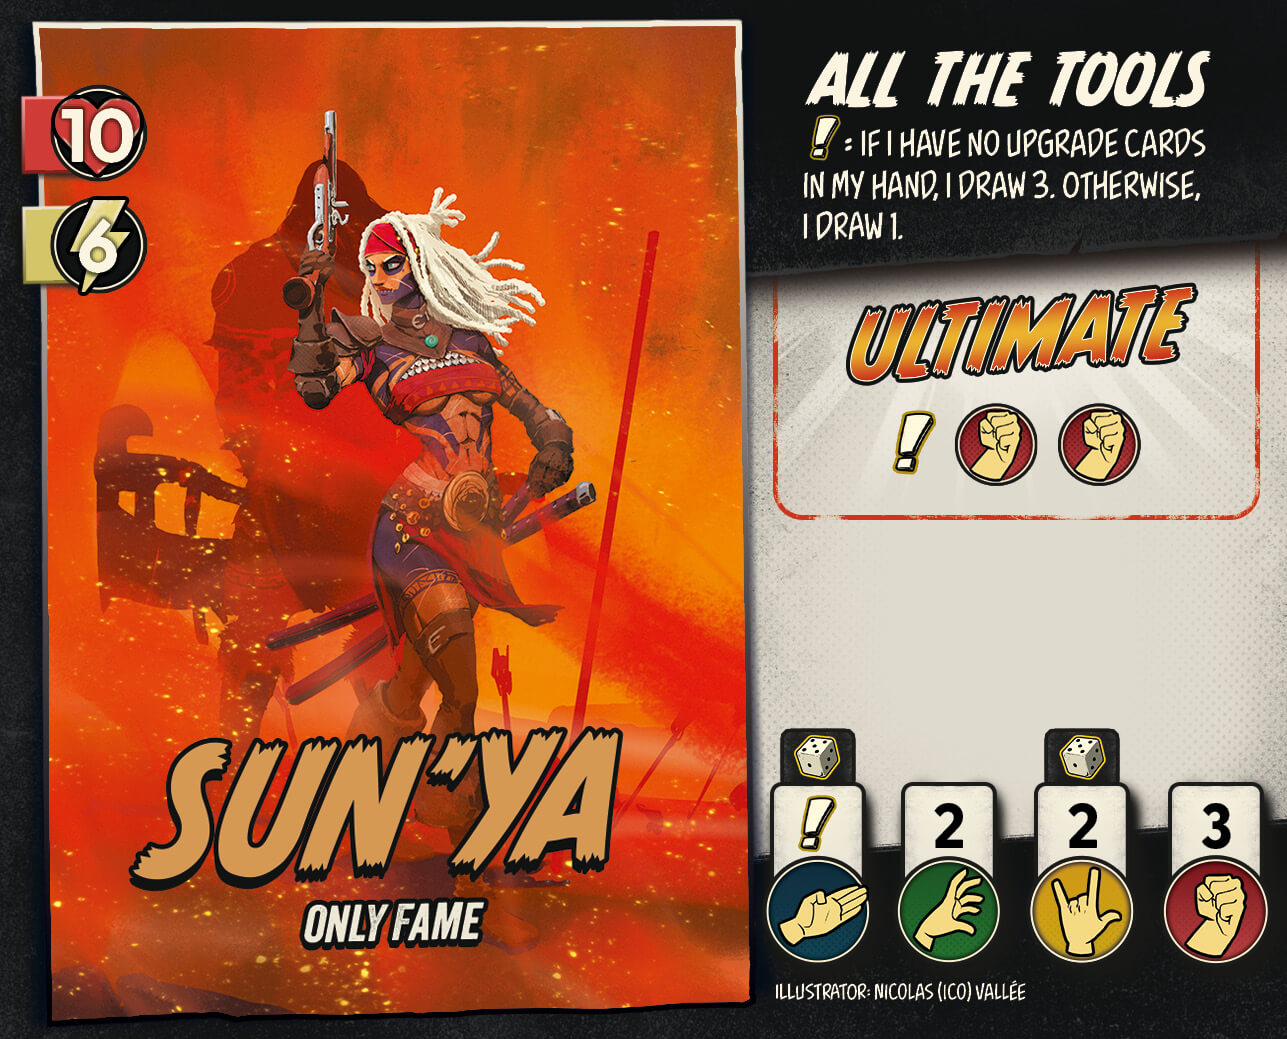 10
6
SUN'YA
ONLY FAME
ALL THE TOOLS
! : IF I HAVE NO UPGRADE CARDS
IN MY HAND, I DRAW 3. OTHERWISE,
I DRAW 1.
ULTIMATE
!
! 2 2 3
ILLUSTRATOR: NICOLAS (ICO) VALLÉE